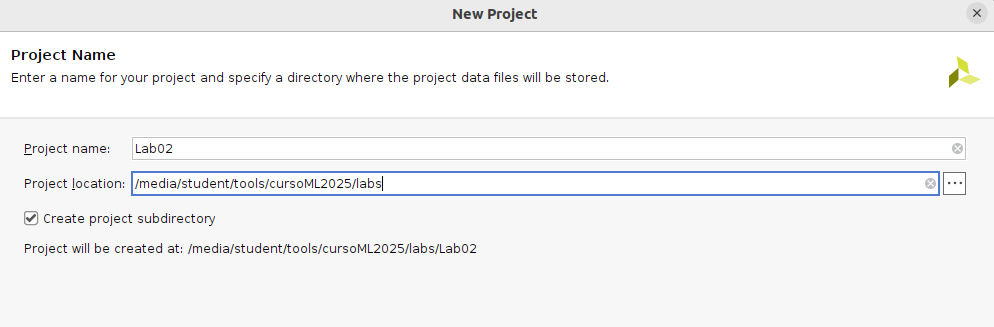 New Project
Project Name
Enter a name for your project and specify a directory where the project data files will be stored.
Project name: Lab02
Project location: /media/student/tools/cursoML2025/labs
Create project subdirectory
Project will be created at: /media/student/tools/cursoML2025/labs/Lab02